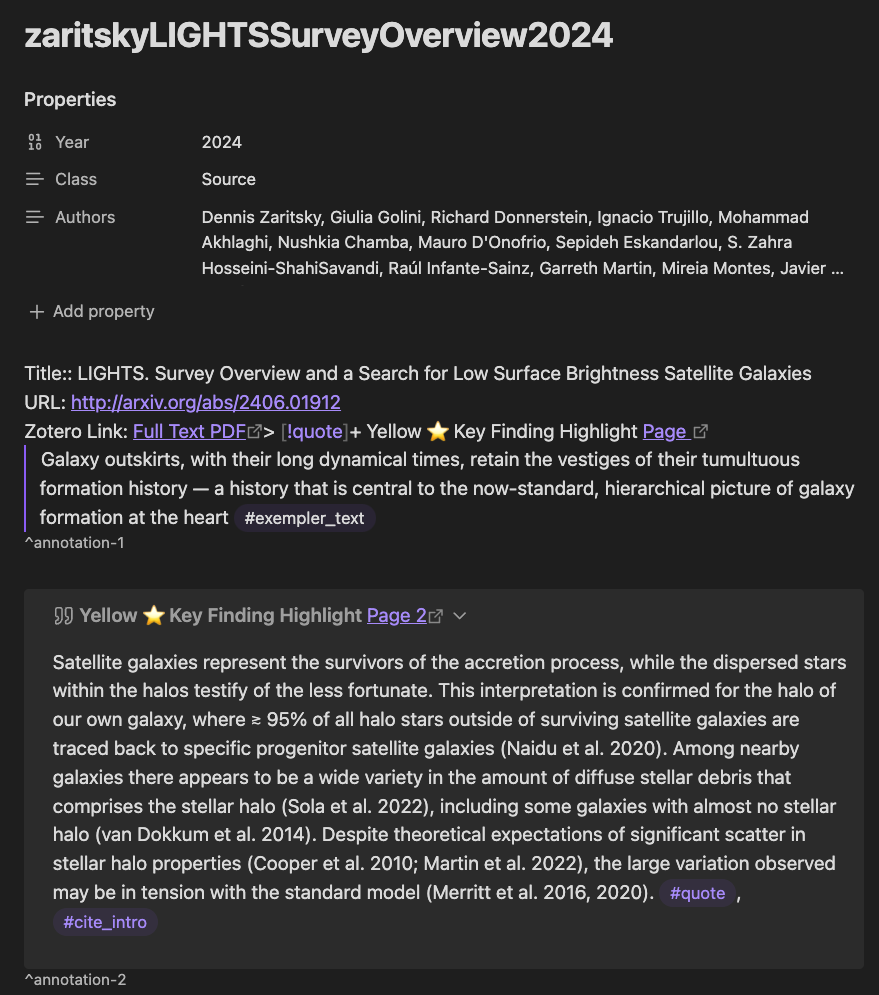 zaritskyLIGHTSSurveyOverview2024
Properties
Year 2024
Class Source
Authors Dennis Zaritsky, Giulia Golini, Richard Donnerstein, Ignacio Trujillo, Mohammad
Akhlaghi, Nushkia Chamba, Mauro D'Onofrio, Sepideh Eskandarlou, S. Zahra
Hosseini-ShahiSavandi, Raúl Infante-Sainz, Garreth Martin, Mireia Montes, Javier ...
+ Add property
Title:: LIGHTS. Survey Overview and a Search for Low Surface Brightness Satellite Galaxies
URL: http://arxiv.org/abs/2406.01912
Zotero Link: Full Text PDF> [!quote]+ Yellow ⭐ Key Finding Highlight Page
Galaxy outskirts, with their long dynamical times, retain the vestiges of their tumultuous
formation history — a history that is central to the now-standard, hierarchical picture of galaxy
formation at the heart #exempler_text
^annotation-1
Yellow ⭐ Key Finding Highlight Page 2
Satellite galaxies represent the survivors of the accretion process, while the dispersed stars
within the halos testify of the less fortunate. This interpretation is confirmed for the halo of
our own galaxy, where ≳ 95% of all halo stars outside of surviving satellite galaxies are
traced back to specific progenitor satellite galaxies (Naidu et al. 2020). Among nearby
galaxies there appears to be a wide variety in the amount of diffuse stellar debris that
comprises the stellar halo (Sola et al. 2022), including some galaxies with almost no stellar
halo (van Dokkum et al. 2014). Despite theoretical expectations of significant scatter in
stellar halo properties (Cooper et al. 2010; Martin et al. 2022), the large variation observed
may be in tension with the standard model (Merritt et al. 2016, 2020). #quote ,
#cite_intro
^annotation-2